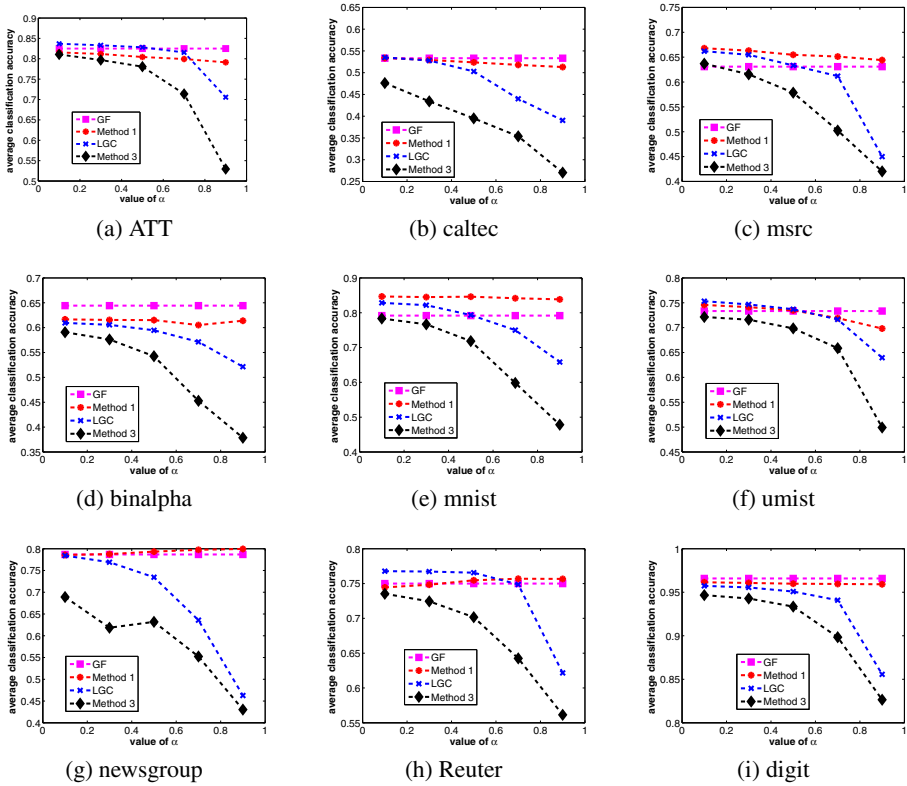 average classification accuracy
0.9
0.85
0.8
0.75
0.7
0.65
0.6
0.55
0.5
GF
Method 1
LGC
Method 3
0 0.2 0.4 0.6 0.8 1
value of α
(a) ATT
average classification accuracy
0.65
0.6
0.55
0.5
0.45
0.4
0.35
0.3
0.25
GF
Method 1
LGC
Method 3
0 0.2 0.4 0.6 0.8 1
value of α
(b) caltec
average classification accuracy
0.75
0.7
0.65
0.6
0.55
0.5
0.45
0.4
GF
Method 1
LGC
Method 3
0 0.2 0.4 0.6 0.8 1
value of α
(c) msrc
average classification accuracy
0.7
0.65
0.6
0.55
0.5
0.45
0.4
0.35
GF
Method 1
LGC
Method 3
0 0.2 0.4 0.6 0.8 1
value of α
(d) binalpha
average classification accuracy
0.9
0.8
0.7
0.6
0.5
0.4
GF
Method 1
LGC
Method 3
0 0.2 0.4 0.6 0.8 1
value of α
(e) mnist
average classification accuracy
0.8
0.75
0.7
0.65
0.6
0.55
0.5
0.45
GF
Method 1
LGC
Method 3
0 0.2 0.4 0.6 0.8 1
value of α
(f) umist
average classification accuracy
0.8
0.75
0.7
0.65
0.6
0.55
0.5
0.45
0.4
GF
Method 1
LGC
Method 3
0 0.2 0.4 0.6 0.8 1
value of α
(g) newsgroup
average classification accuracy
0.8
0.75
0.7
0.65
0.6
0.55
GF
Method 1
LGC
Method 3
0 0.2 0.4 0.6 0.8 1
value of α
(h) Reuter
average classification accuracy
1
0.95
0.9
0.85
0.8
GF
Method 1
LGC
Method 3
0 0.2 0.4 0.6 0.8 1
value of α
(i) digit